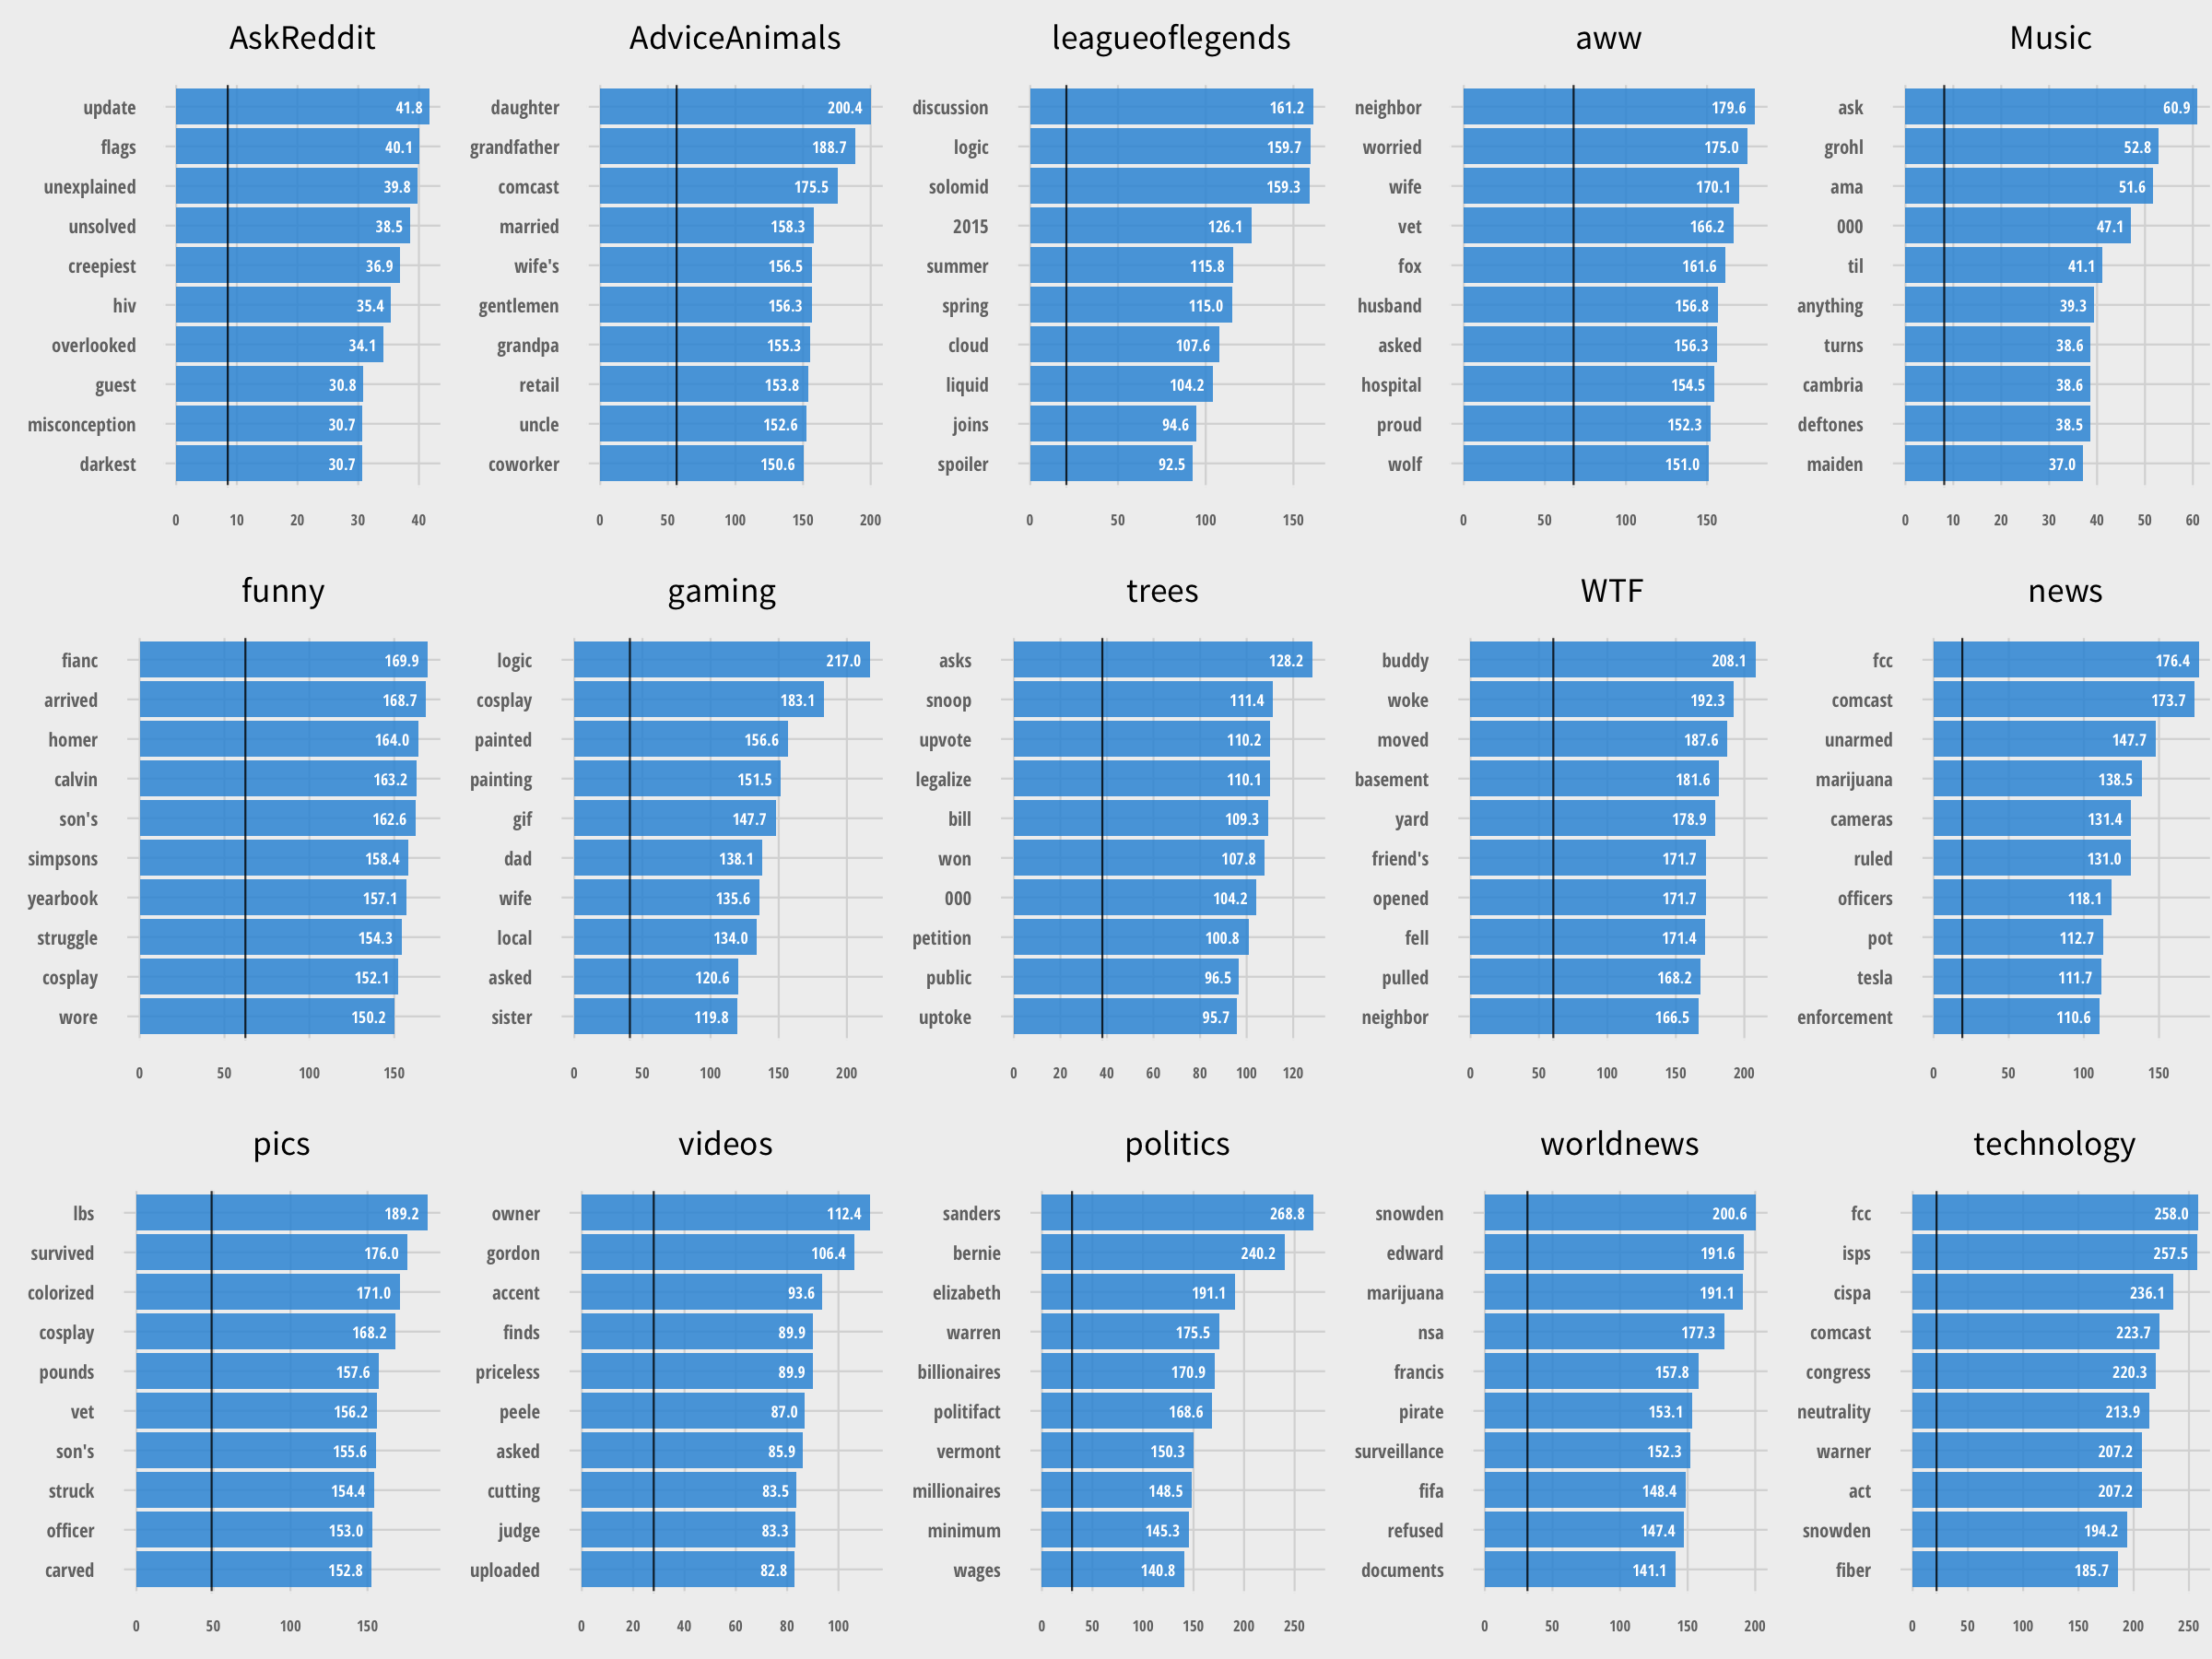 AskReddit
update 41.8
flags 40.1
unexplained 39.8
unsolved 38.5
creepiest 36.9
hiv 35.4
overlooked 34.1
guest 30.8
misconception 30.7
darkest 30.7
0 10 20 30 40
AdviceAnimals
daughter 200.4
grandfather 188.7
comcast 175.5
married 158.3
wife's 156.5
gentlemen 156.3
grandpa 155.3
retail 153.8
uncle 152.6
coworker 150.6
0 50 100 150 200
leagueoflegends
discussion 161.2
logic 159.7
solomid 159.3
2015 126.1
summer 115.8
spring 115.0
cloud 107.6
liquid 104.2
joins 94.6
spoiler 92.5
0 50 100 150
aww
neighbor 179.6
worried 175.0
wife 170.1
vet 166.2
fox 161.6
husband 156.8
asked 156.3
hospital 154.5
proud 152.3
wolf 151.0
0 50 100 150
Music
ask 60.9
grohl 52.8
ama 51.6
000 47.1
til 41.1
anything 39.3
turns 38.6
cambria 38.6
deftones 38.5
maiden 37.0
0 10 20 30 40 50 60
funny
fianc 169.9
arrived 168.7
homer 164.0
calvin 163.2
son's 162.6
simpsons 158.4
yearbook 157.1
struggle 154.3
cosplay 152.1
wore 150.2
0 50 100 150
gaming
logic 217.0
cosplay 183.1
painted 156.6
painting 151.5
gif 147.7
dad 138.1
wife 135.6
local 134.0
asked 120.6
sister 119.8
0 50 100 150 200
trees
asks 128.2
snoop 111.4
upvote 110.2
legalize 110.1
bill 109.3
won 107.8
000 104.2
petition 100.8
public 96.5
uptoke 95.7
0 20 40 60 80 100 120
WTF
buddy 208.1
woke 192.3
moved 187.6
basement 181.6
yard 178.9
friend's 171.7
opened 171.7
fell 171.4
pulled 168.2
neighbor 166.5
0 50 100 150 200
news
fcc 176.4
comcast 173.7
unarmed 147.7
marijuana 138.5
cameras 131.4
ruled 131.0
officers 118.1
pot 112.7
tesla 111.7
enforcement 110.6
0 50 100 150
pics
lbs 189.2
survived 176.0
colorized 171.0
cosplay 168.2
pounds 157.6
vet 156.2
son's 155.6
struck 154.4
officer 153.0
carved 152.8
0 50 100 150
videos
owner 112.4
gordon 106.4
accent 93.6
finds 89.9
priceless 89.9
peele 87.0
asked 85.9
cutting 83.5
judge 83.3
uploaded 82.8
0 20 40 60 80 100
politics
sanders 268.8
bernie 240.2
elizabeth 191.1
warren 175.5
billionaires 170.9
politifact 168.6
vermont 150.3
millionaires 148.5
minimum 145.3
wages 140.8
0 50 100 150 200 250
worldnews
snowden 200.6
edward 191.6
marijuana 191.1
nsa 177.3
francis 157.8
pirate 153.1
surveillance 152.3
fifa 148.4
refused 147.4
documents 141.1
0 50 100 150 200
technology
fcc 258.0
isps 257.5
cispa 236.1
comcast 223.7
congress 220.3
neutrality 213.9
warner 207.2
act 207.2
snowden 194.2
fiber 185.7
0 50 100 150 200 250